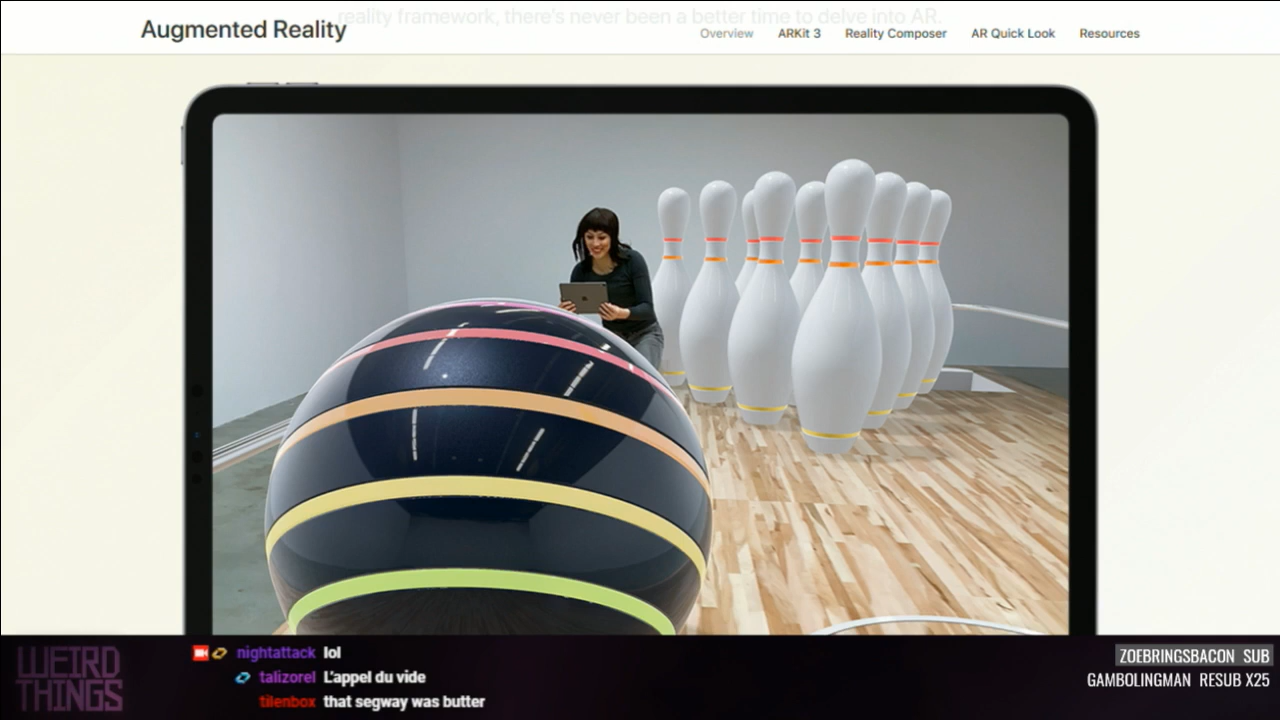 reality framework, there's never been a better time to delve into AR.
Augmented Reality
Overview ARKit 3 Reality Composer AR Quick Look Resources
WEIRD THINGS
nightattack lol
talizorel L'appel du vide
tilenbox that segway was butter
ZOEBRINGSBACON SUB
GAMBOLINGMAN RESUB X25